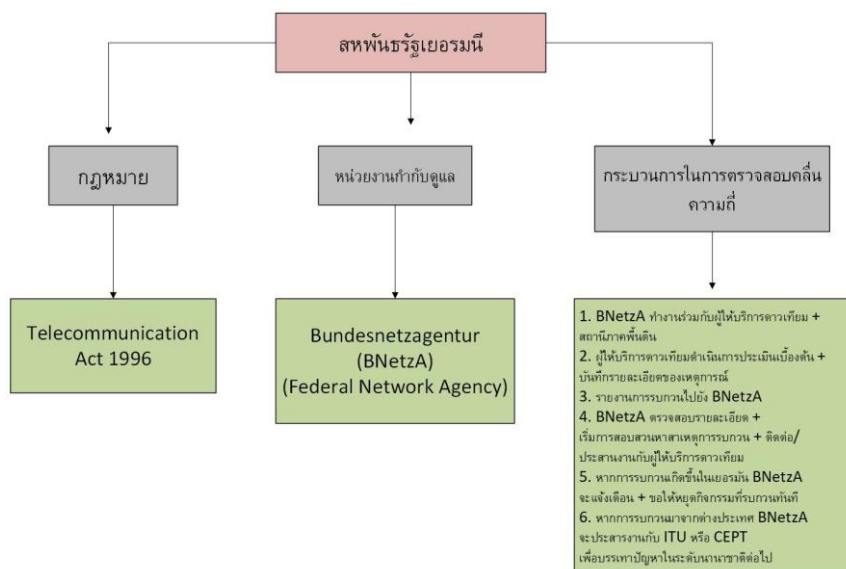 สหพันธรัฐเยอรมนี
กฎหมาย
หน่วยงานกำกับดูแล
กระบวนการในการตรวจสอบคลื่น
ความถี่
Telecommunication
Act 1996
Bundesnetzagentur
(BNetzA)
(Federal Network Agency)
1. BNetzA ทำงานร่วมกับผู้ให้บริการดาวเทียม +
สถานีภาคพื้นดิน
2. ผู้ให้บริการดาวเทียมดำเนินการประเมินเบื้องต้น +
บันทึกรายละเอียดของเหตุการณ์
3. รายงานการรบกวนไปยัง BNetzA
4. BNetzA ตรวจสอบรายละเอียด +
เริ่มการสอบสวนหาสาเหตุการรบกวน + ติดต่อ/
ประสานงานกับผู้ให้บริการดาวเทียม
5. หากการรบกวนเกิดขึ้นในเยอรมัน BNetzA
จะแจ้งเตือน + ขอให้หยุดกิจกรรมที่รบกวนทันที
6. หากการรบกวนมาจากต่างประเทศ BNetzA
จะประสารงานกับ ITU หรือ CEPT
เพื่อบรรเทาปัญหาในระดับนานาชาติต่อไป